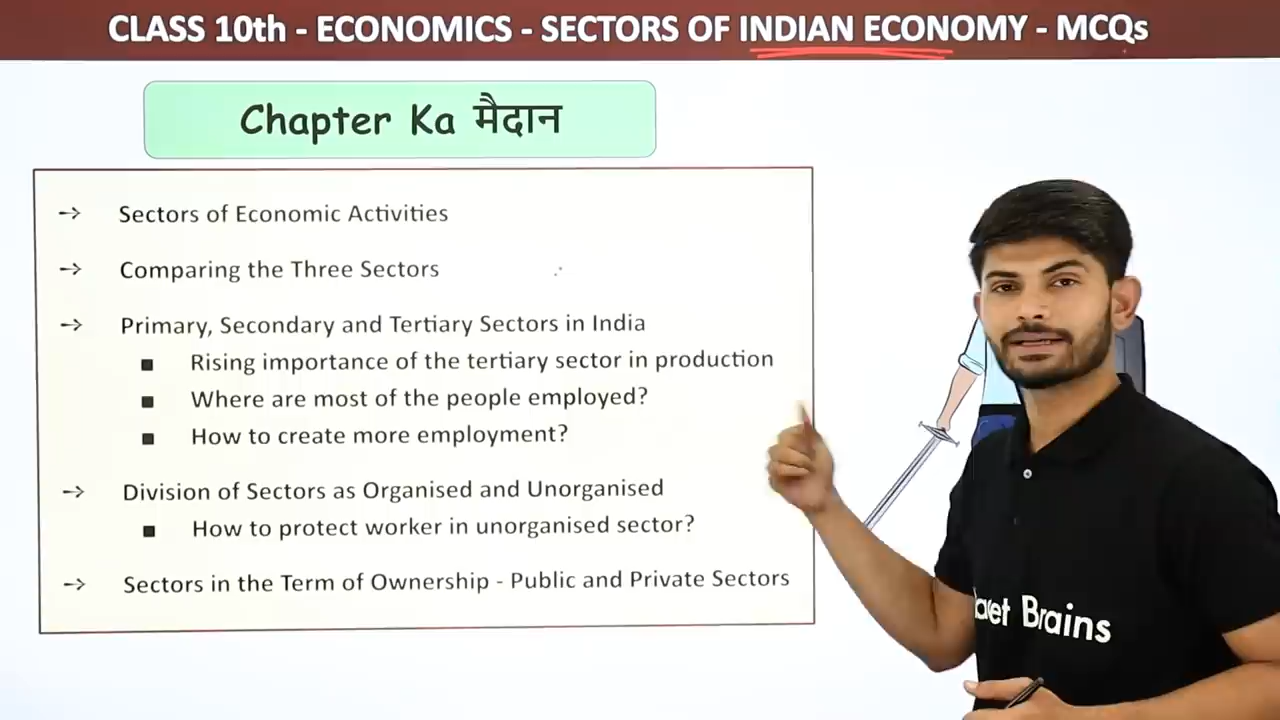 CLASS 10th - ECONOMICS - SECTORS OF INDIAN ECONOMY - MCQs
Chapter Ka मैदान
Sectors of Economic Activities
Comparing the Three Sectors
Primary, Secondary and Tertiary Sectors in India
Rising importance of the tertiary sector in production
Where are most of the people employed?
How to create more employment?
Division of Sectors as Organised and Unorganised
How to protect worker in unorganised sector?
Sectors in the Term of Ownership - Public and Private Sectors
Brains